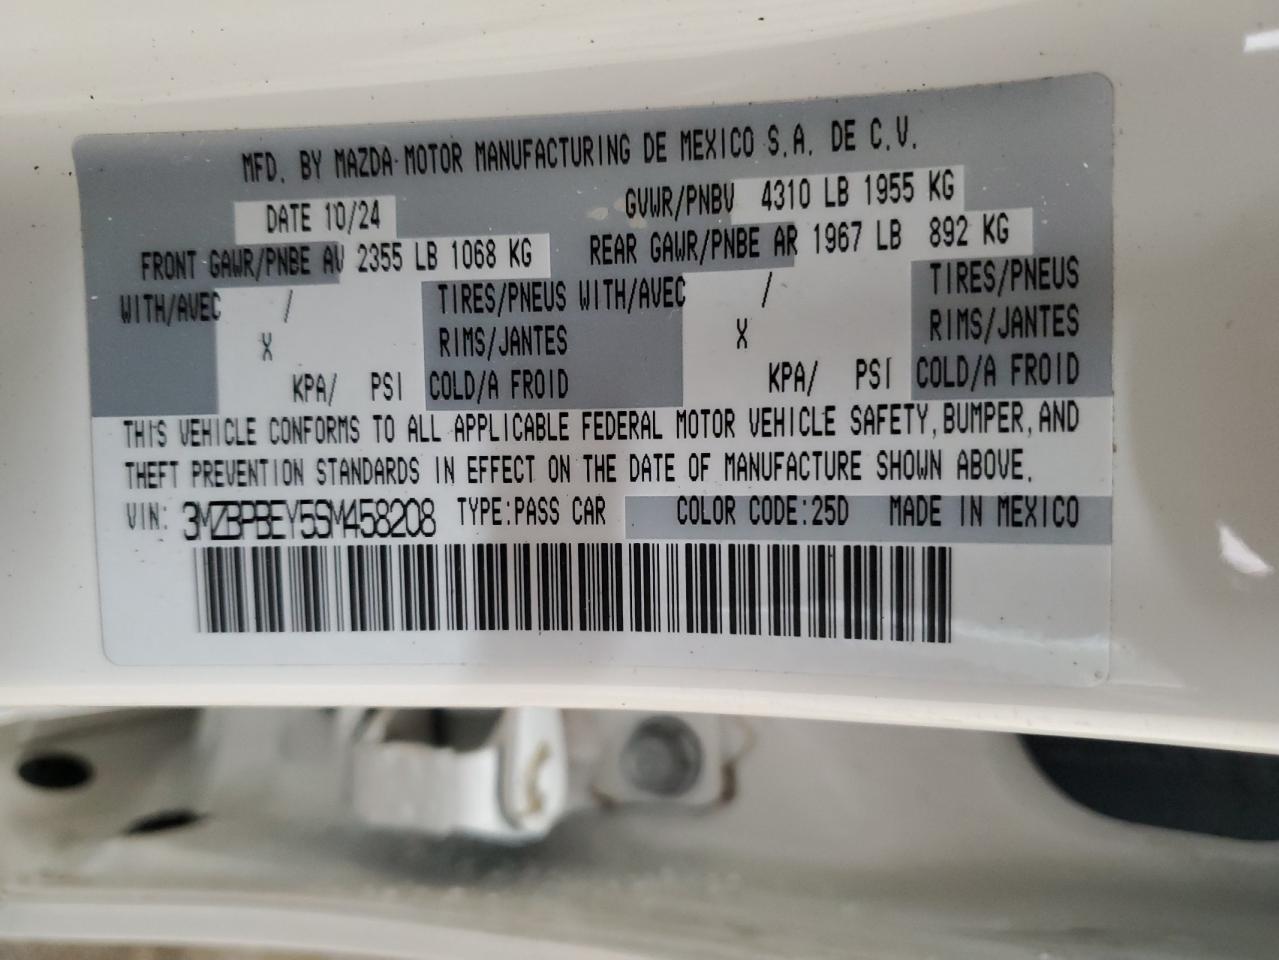 MFD. BY MAZDA MOTOR MANUFACTURING DE MEXICO S.A. DE C.V.
DATE 10/24 GVWR/PNBV 4310 LB 1955 KG
FRONT GAWR/PNBE AV 2355 LB 1068 KG REAR GAWR/PNBE AR 1967 LB 892 KG
WITH/AVEC / TIRES/PNEUS WITH/AVEC / TIRES/PNEUS
X RIMS/JANTES X RIMS/JANTES
KPA/ PSI COLD/A FROID KPA/ PSI COLD/A FROID
THIS VEHICLE CONFORMS TO ALL APPLICABLE FEDERAL MOTOR VEHICLE SAFETY, BUMPER, AND
THEFT PREVENTION STANDARDS IN EFFECT ON THE DATE OF MANUFACTURE SHOWN ABOVE.
VIN: 3MZBPBEY5SM458208 TYPE:PASS CAR COLOR CODE:25D MADE IN MEXICO